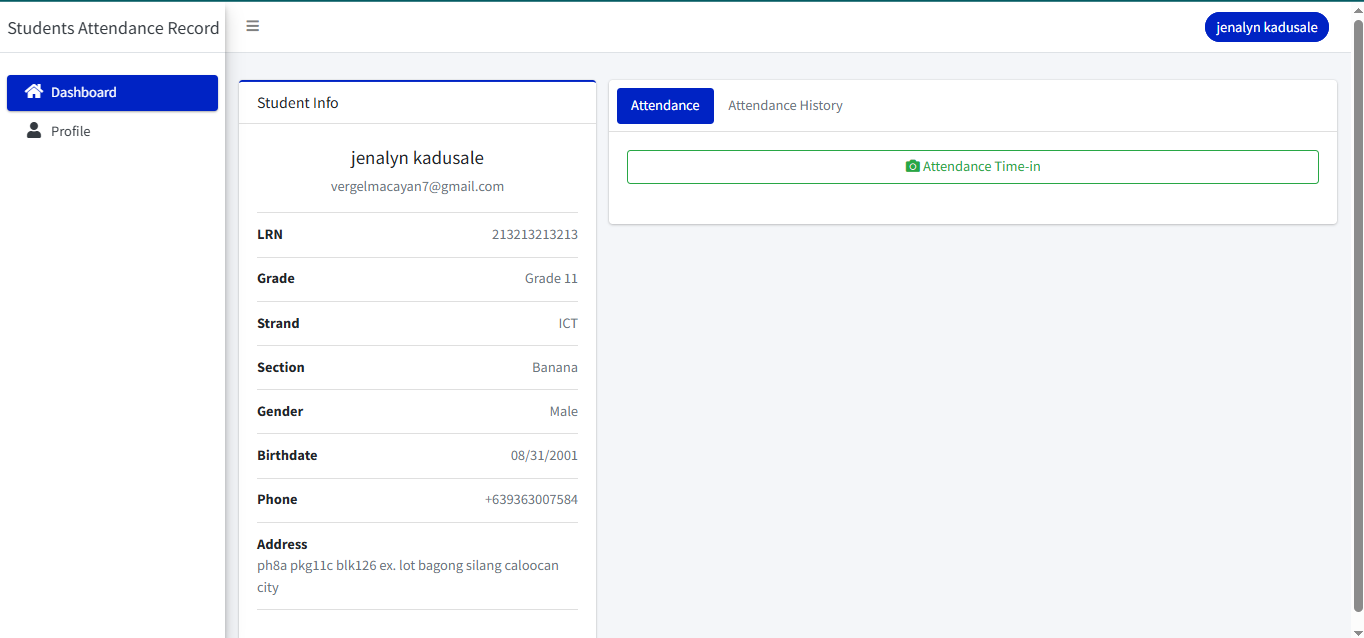 Students Attendance Record
jenalyn kadusale
Dashboard
Profile
Student Info
jenalyn kadusale
vergelmacayan7@gmail.com
LRN 213213213213
Grade Grade 11
Strand ICT
Section Banana
Gender Male
Birthdate 08/31/2001
Phone +639363007584
Address
ph8a pkg11c blk126 ex. lot bagong silang caloocan
city
Attendance Attendance History
Attendance Time-in